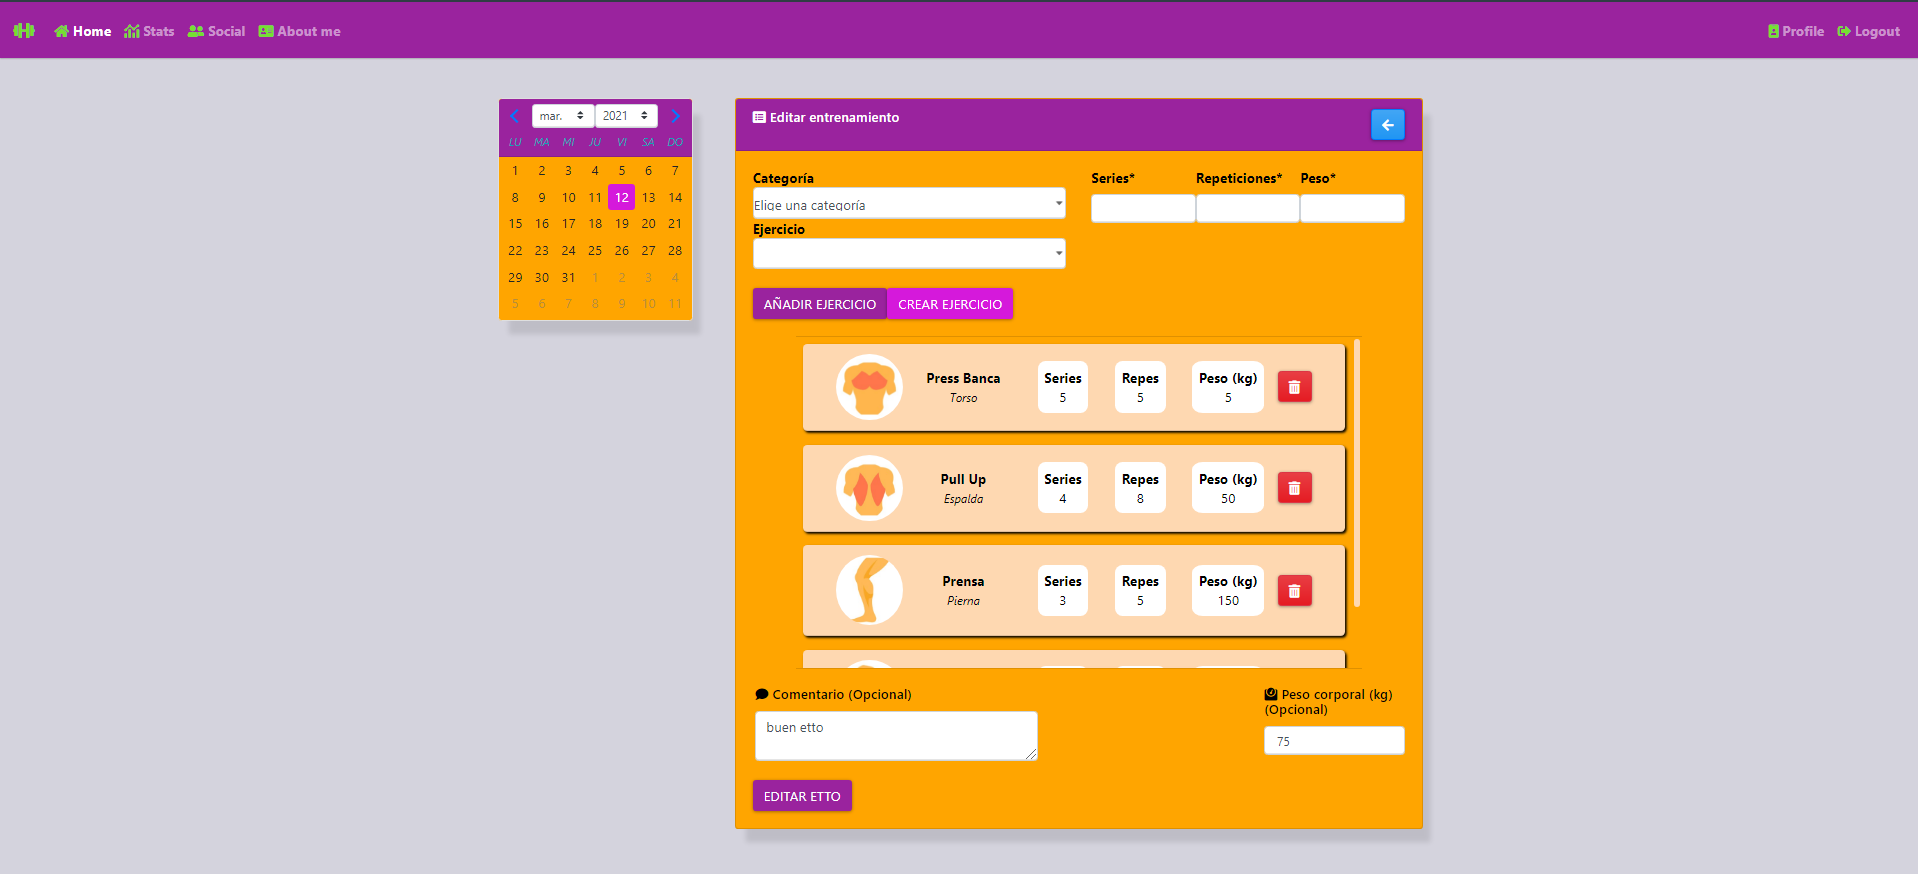 Home Stats Social About me Profile Logout
mar. 2021
LU MA MI JU VI SA DO
1 2 3 4 5 6 7
8 9 10 11 12 13 14
15 16 17 18 19 20 21
22 23 24 25 26 27 28
29 30 31 1 2 3 4
5 6 7 8 9 10 11
Editar entrenamiento
Categoría Series* Repeticiones* Peso*
Elige una categoría
Ejercicio
AÑADIR EJERCICIO CREAR EJERCICIO
Press Banca Series Repes Peso (kg)
Torso 5 5 5
Pull Up Series Repes Peso (kg)
Espalda 4 8 50
Prensa Series Repes Peso (kg)
Pierna 3 5 150
Comentario (Opcional)
buen etto
Peso corporal (kg)
(Opcional)
75
EDITAR ETTO